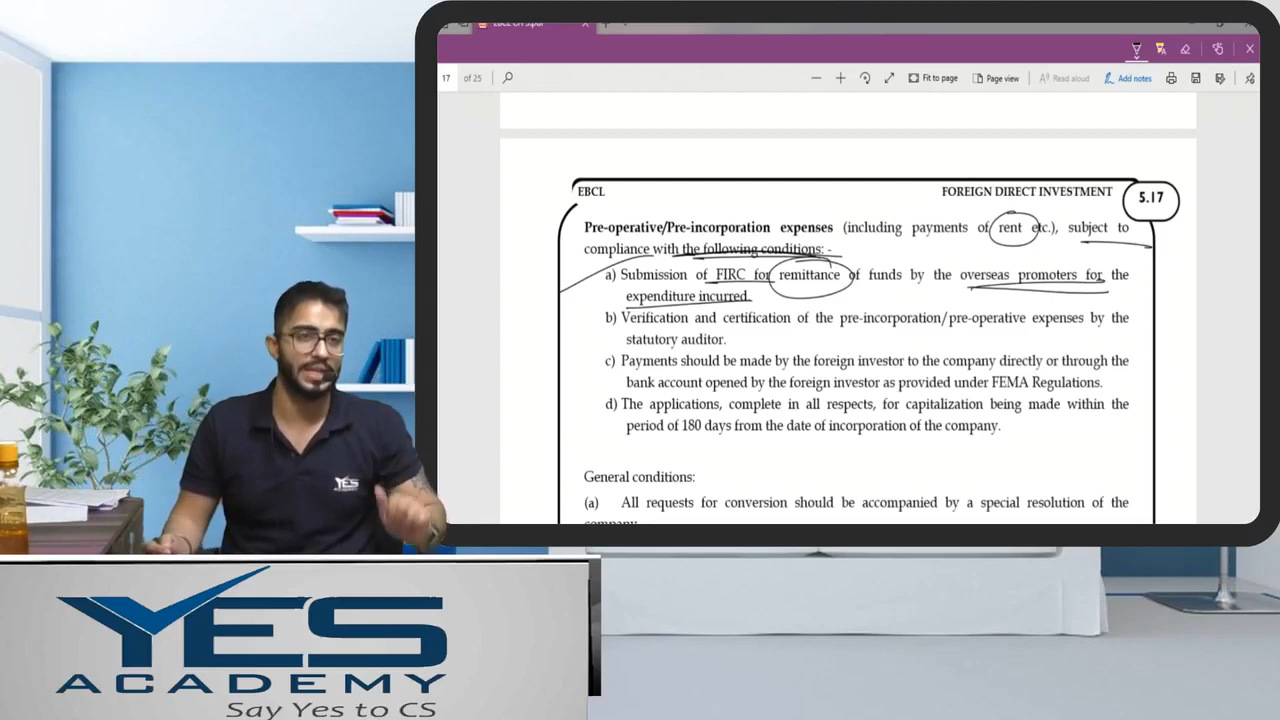 17 of 25
Fit to page
Page view
Read aloud
Add notes
EBCL
FOREIGN DIRECT INVESTMENT
5.17
Pre-operative/Pre-incorporation expenses (including payments of rent etc.), subject to
compliance with the following conditions: -
a) Submission of FIRC for remittance of funds by the overseas promoters for the
expenditure incurred.
b) Verification and certification of the pre-incorporation/pre-operative expenses by the
statutory auditor.
c) Payments should be made by the foreign investor to the company directly or through the
bank account opened by the foreign investor as provided under FEMA Regulations.
d) The applications, complete in all respects, for capitalization being made within the
period of 180 days from the date of incorporation of the company.
General conditions:
(a) All requests for conversion should be accompanied by a special resolution of the
company.
YES
ACADEMY
YES
ACADEMY
Say Yes to CS